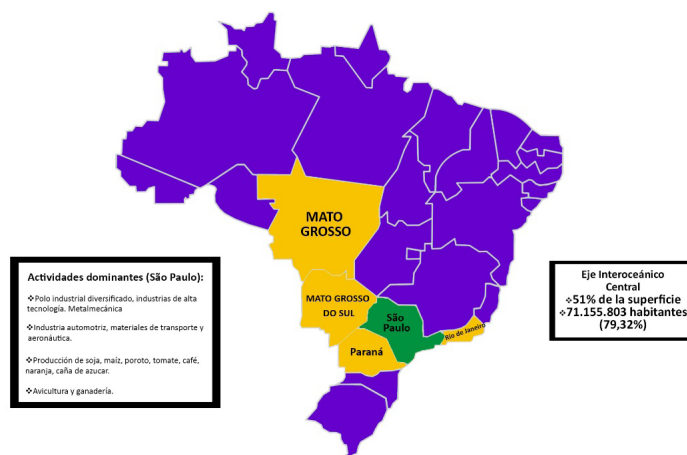 MATO
GROSSO
MATO GROSSO
DO SUL
São
Paulo
Rio de Janeiro
Paraná
Actividades dominantes (São Paulo):
❖Polo industrial diversificado, industrias de alta
tecnología. Metalmecánica
❖Industria automotriz, materiales de transporte y
aeronáutica.
❖Producción de soja, maíz, poroto, tomate, café,
naranja, caña de azucar.
❖Avicultura y ganadería.
Eje Interoceánico
Central
❖51% de la superficie
❖71.155.803 habitantes
(79,32%)